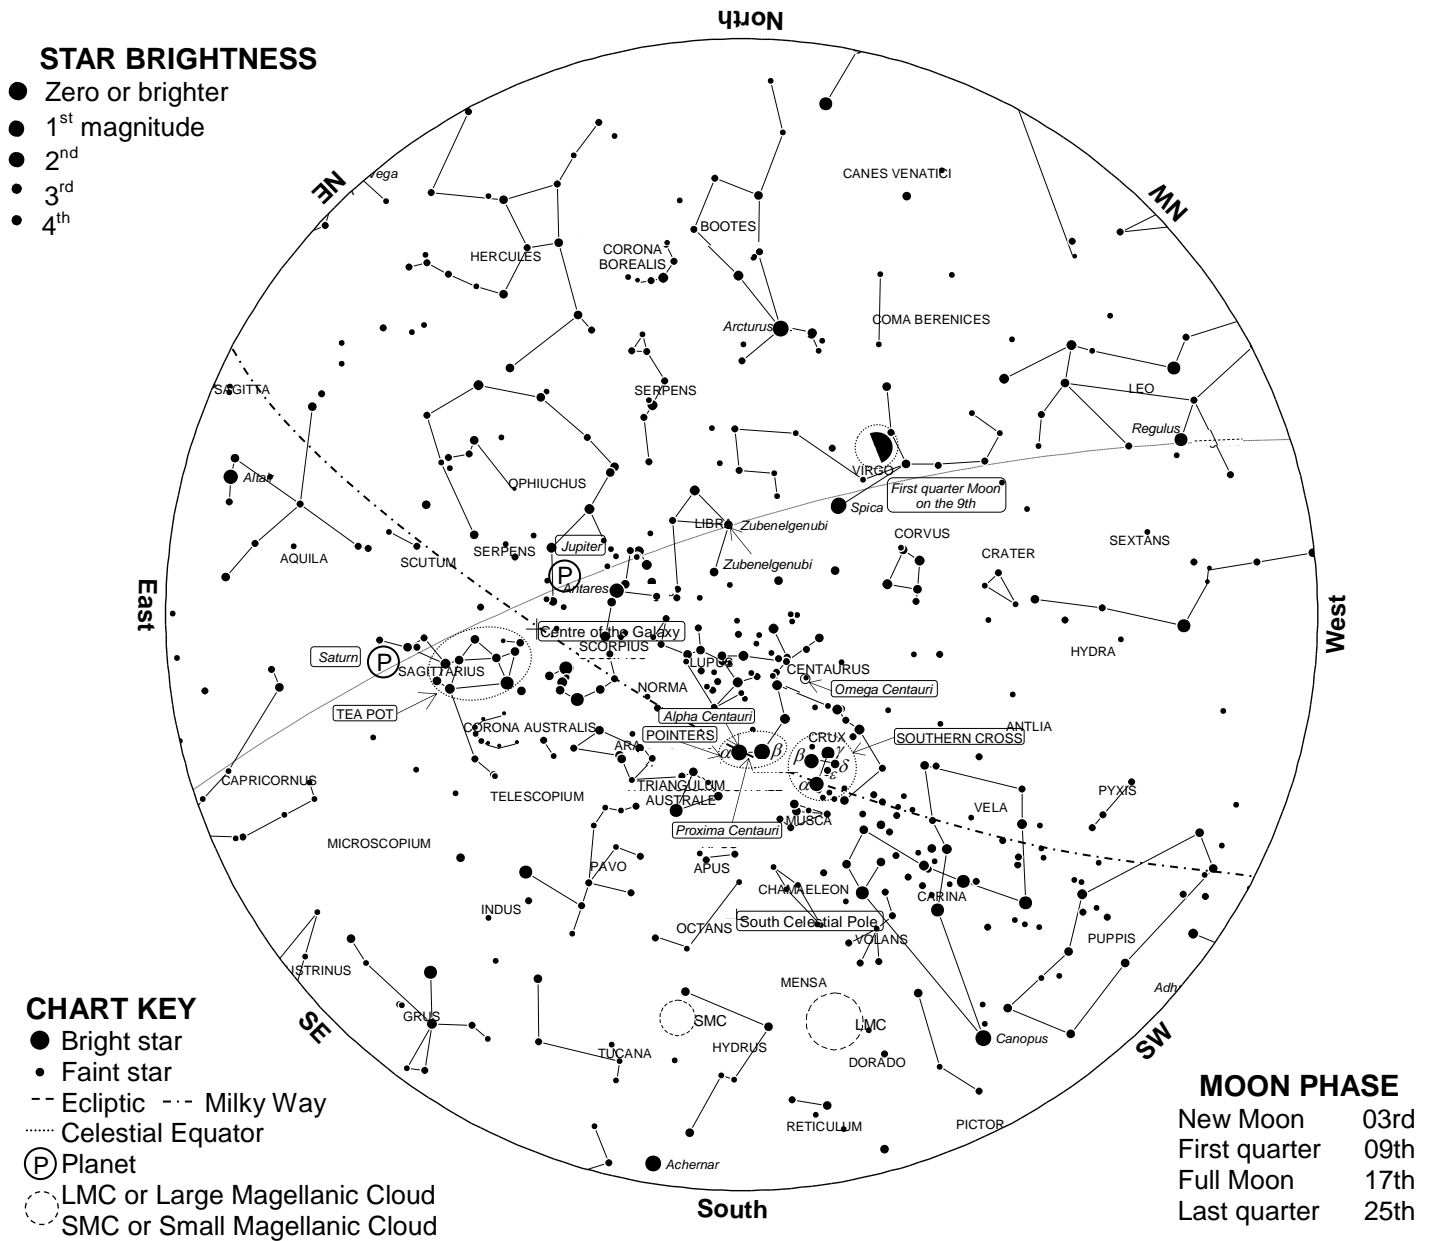 North
STAR BRIGHTNESS
Zero or brighter
1st magnitude
2nd
3rd
4th
NE
NW
Vega
CANES VENATICI
BOOTES
HERCULES
CORONA
BOREALIS
Arcturus
COMA BERENICES
SAGITTA
SERPENS
LEO
Regulus
Altair
OPHIUCHUS
VIRGO
First quarter Moon
on the 9th
Spica
LIBRA
Zubenelgenubi
Zubenelgenubi
CORVUS
CRATER
SEXTANS
AQUILA
SCUTUM
SERPENS
Jupiter
P
Antares
East
West
Centre of the Galaxy
SCORPIUS
Saturn
P
SAGITTARIUS
LUPUS
CENTAURUS
HYDRA
NORMA
Omega Centauri
TEA POT
CORONA AUSTRALIS
Alpha Centauri
POINTERS
ARA
α
β
CRUX
β
γ
δ
ε
α
SOUTHERN CROSS
ANTLIA
CAPRICORNUS
TELESCOPIUM
TRIANGULUM
AUSTRALE
Proxima Centauri
MUSCA
VELA
PYXIS
MICROSCOPIUM
PAVO
APUS
CHAMAELEON
CARINA
INDUS
OCTANS
South Celestial Pole
VOLANS
PUPPIS
ISTRINUS
MENSA
GRUS
SMC
LMC
Canopus
TUCANA
HYDRUS
DORADO
RETICULUM
PICTOR
Achernar
SE
SW
South
CHART KEY
Bright star
Faint star
Ecliptic
Milky Way
Celestial Equator
P Planet
LMC or Large Magellanic Cloud
SMC or Small Magellanic Cloud
MOON PHASE
New Moon 03rd
First quarter 09th
Full Moon 17th
Last quarter 25th